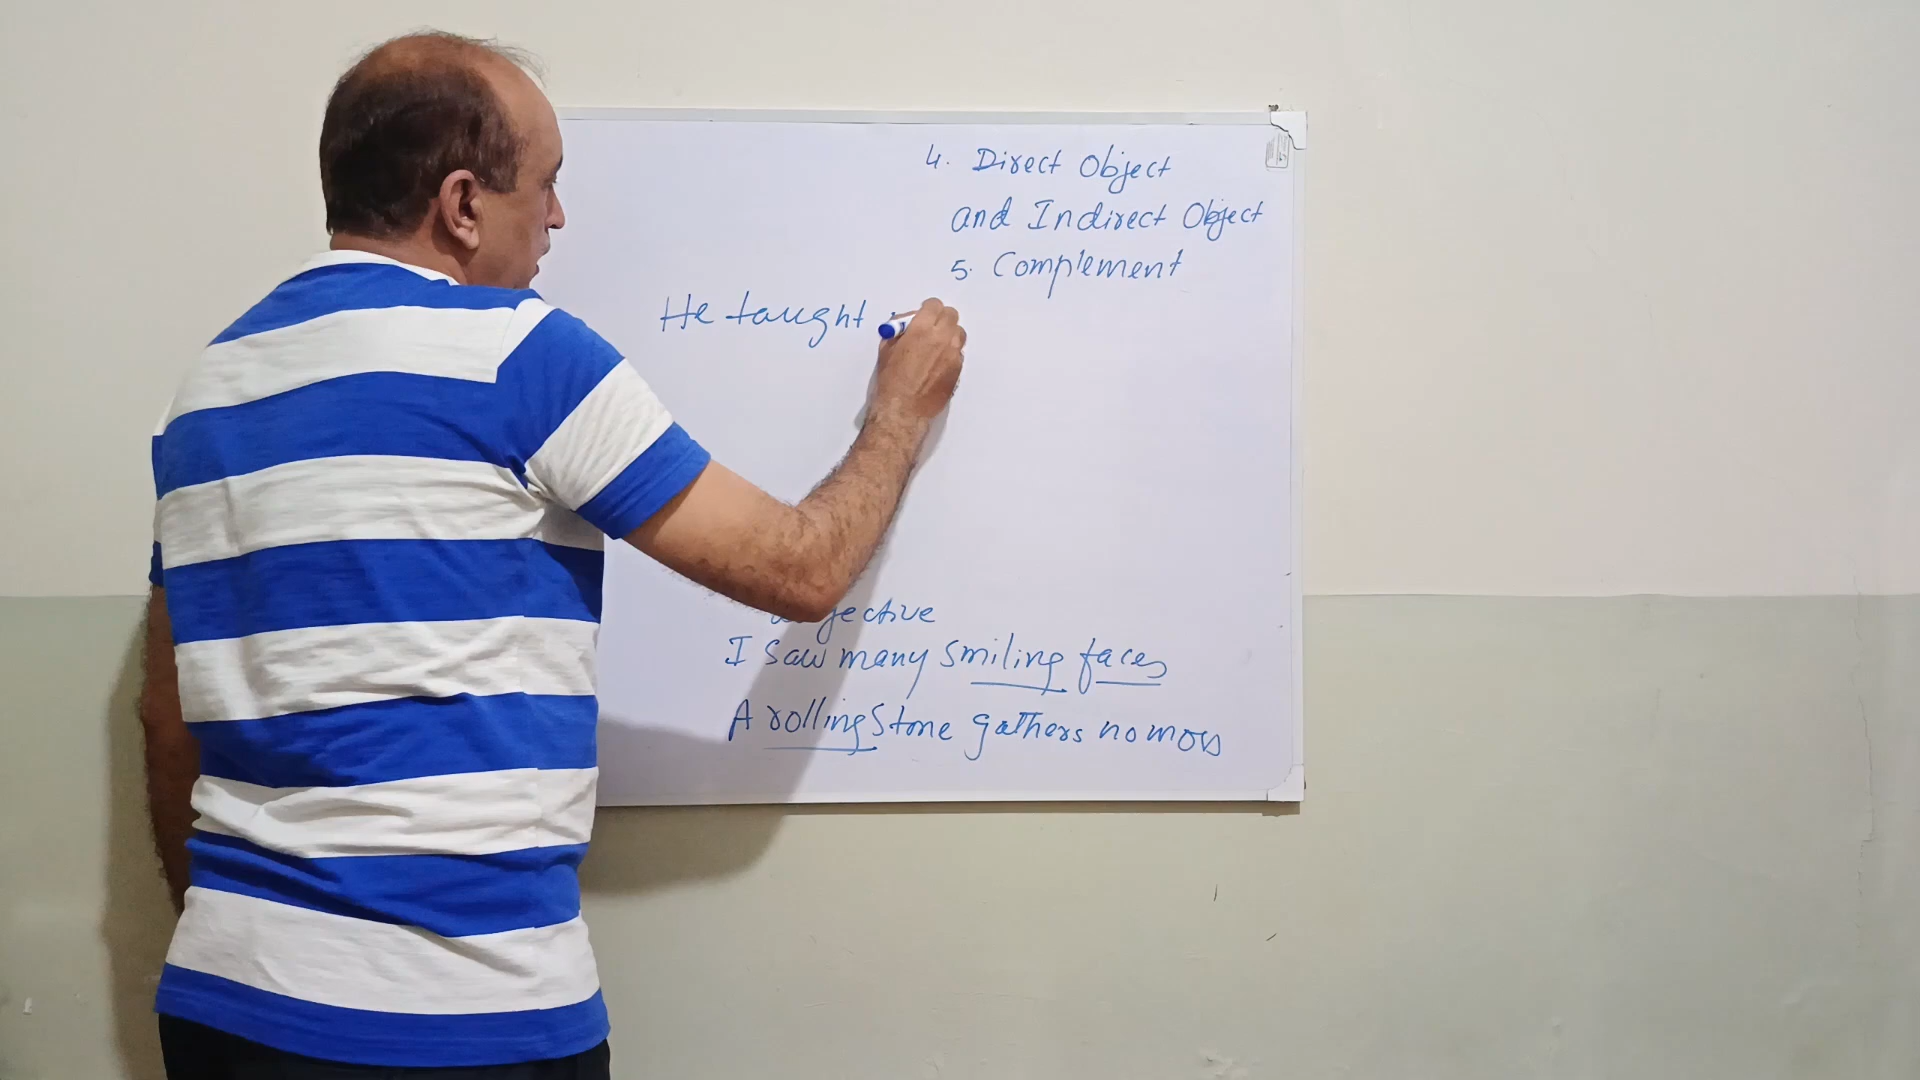 4. Direct Object
and Indirect Object
5. Complement
He taught
I saw many smiling faces
A rolling Stone gathers no moss